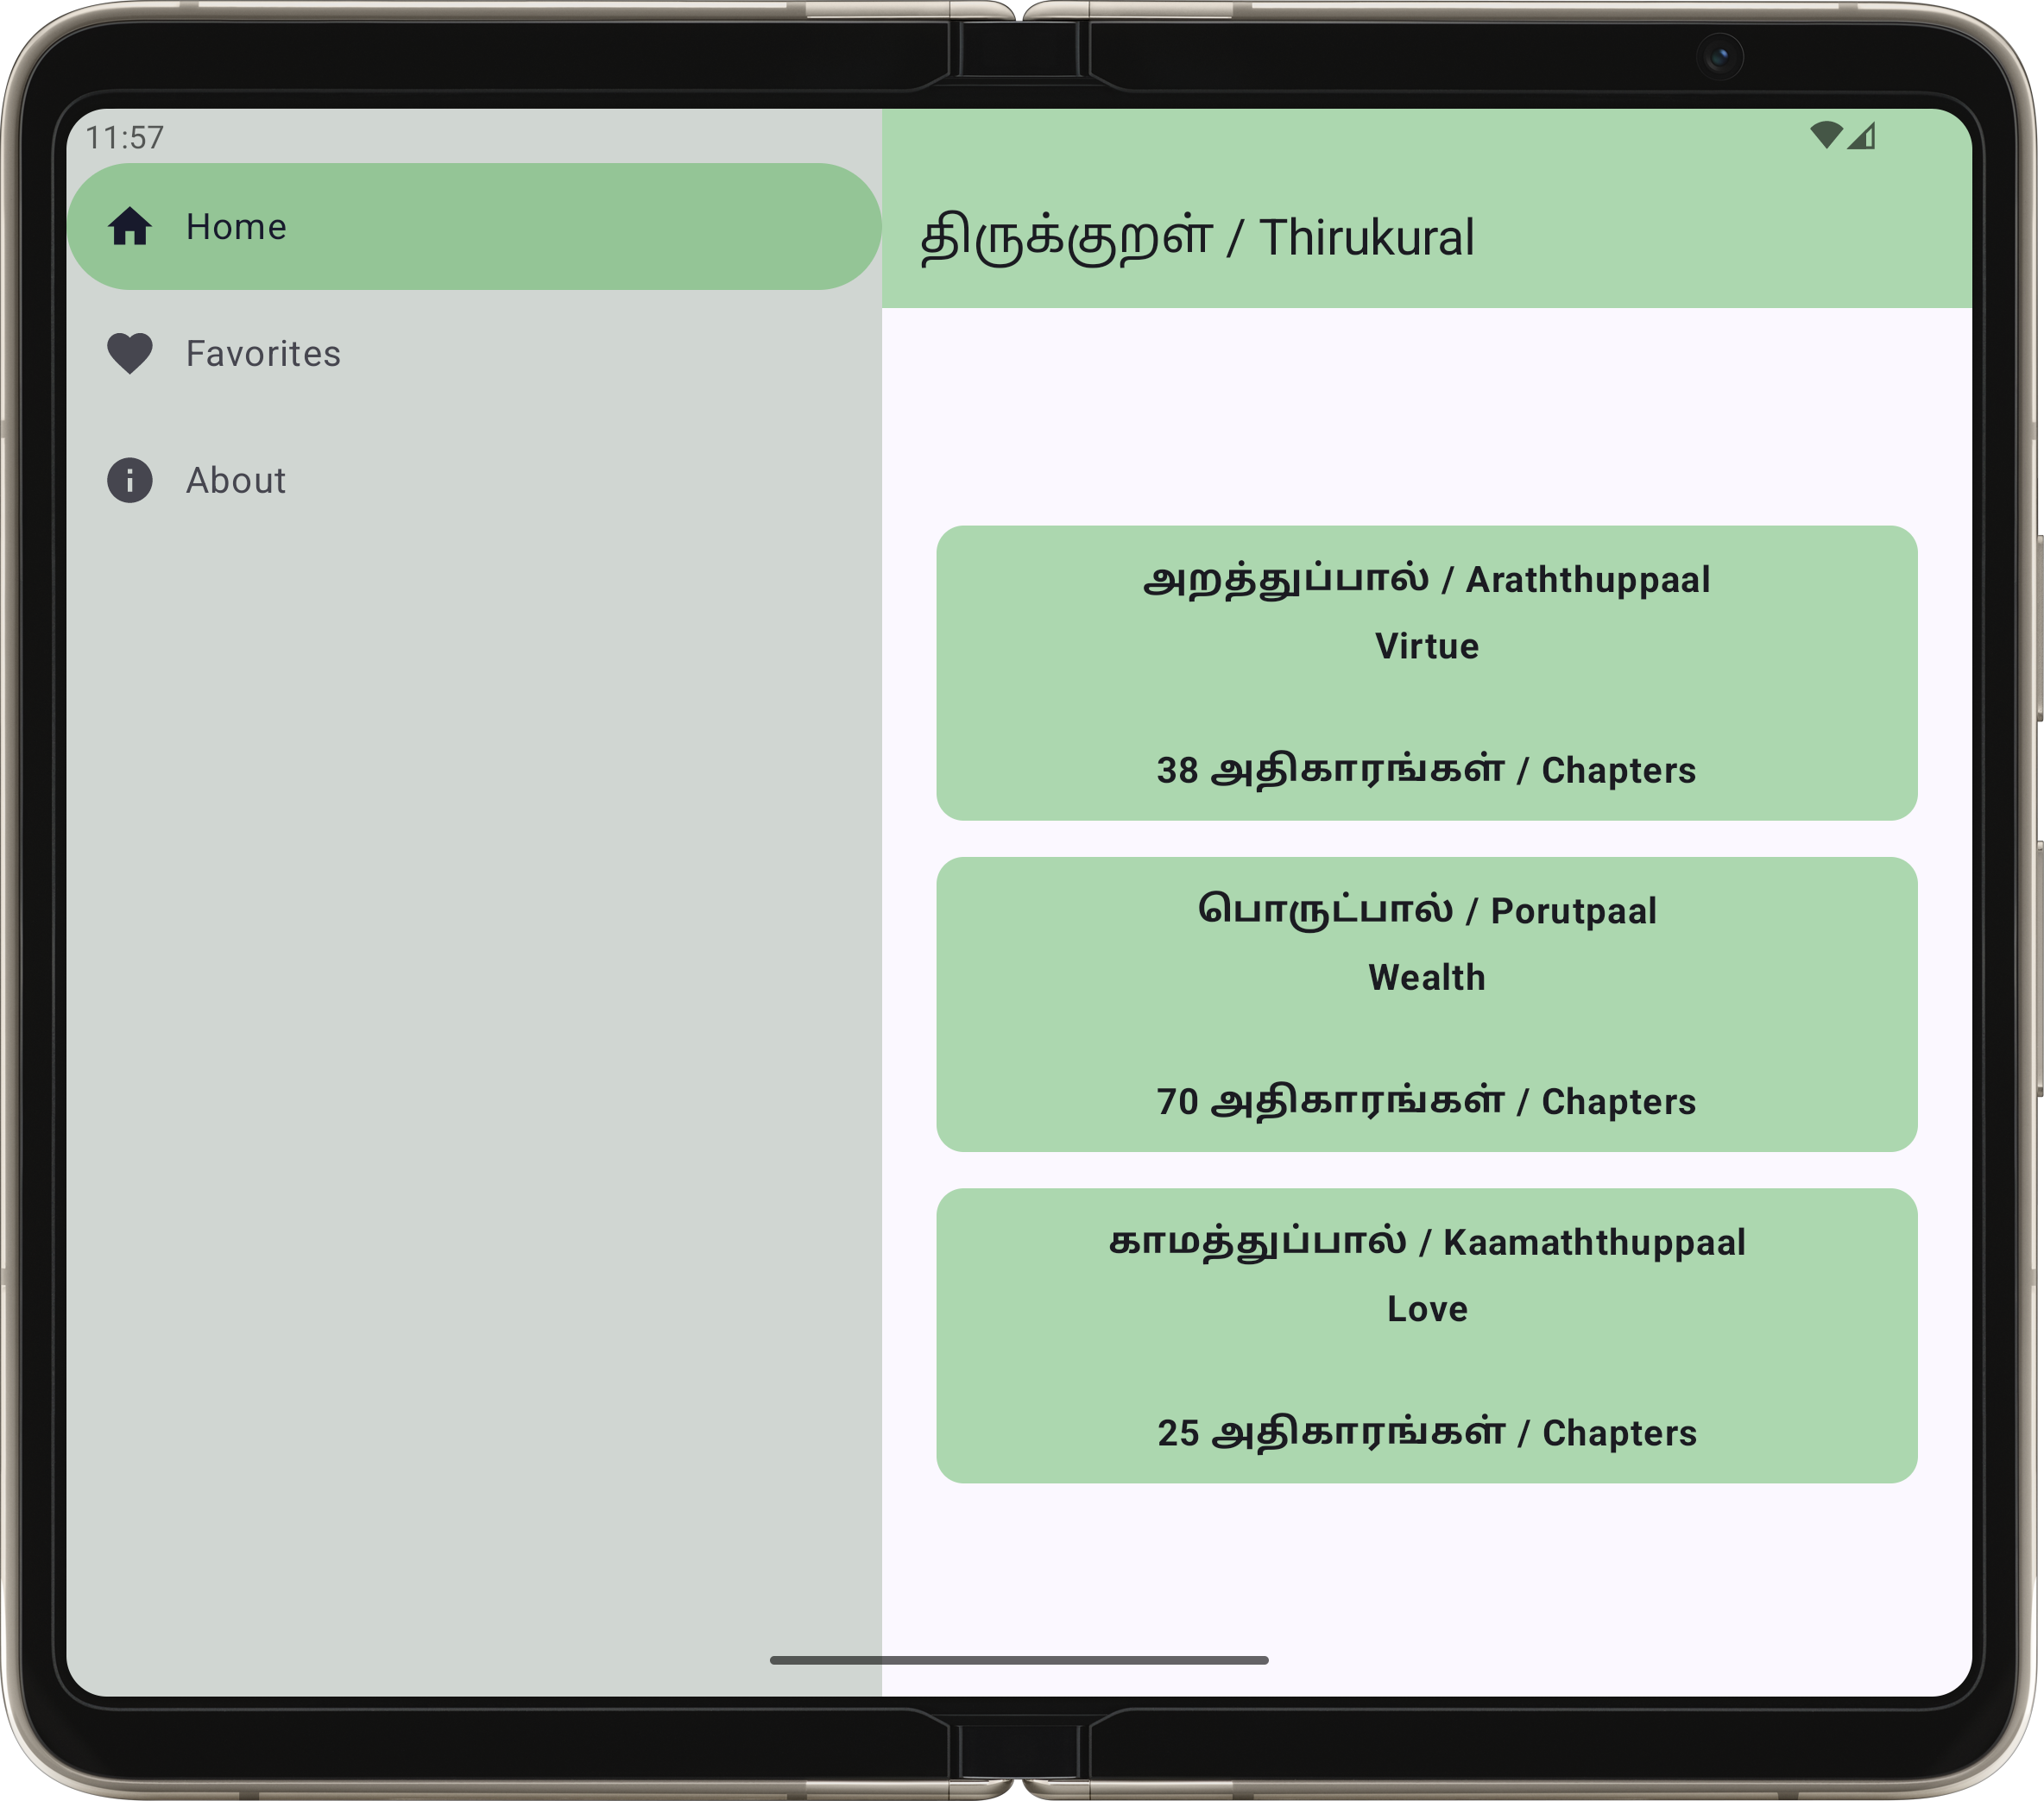 11:57
Home
Favorites
About
திருக்குறள் / Thirukural
அறத்துப்பால் / Araththuppaal
Virtue
38 அதிகாரங்கள் / Chapters
பொருட்பால் / Porutpaal
Wealth
70 அதிகாரங்கள் / Chapters
காமத்துப்பால் / Kaamaththuppaal
Love
25 அதிகாரங்கள் / Chapters